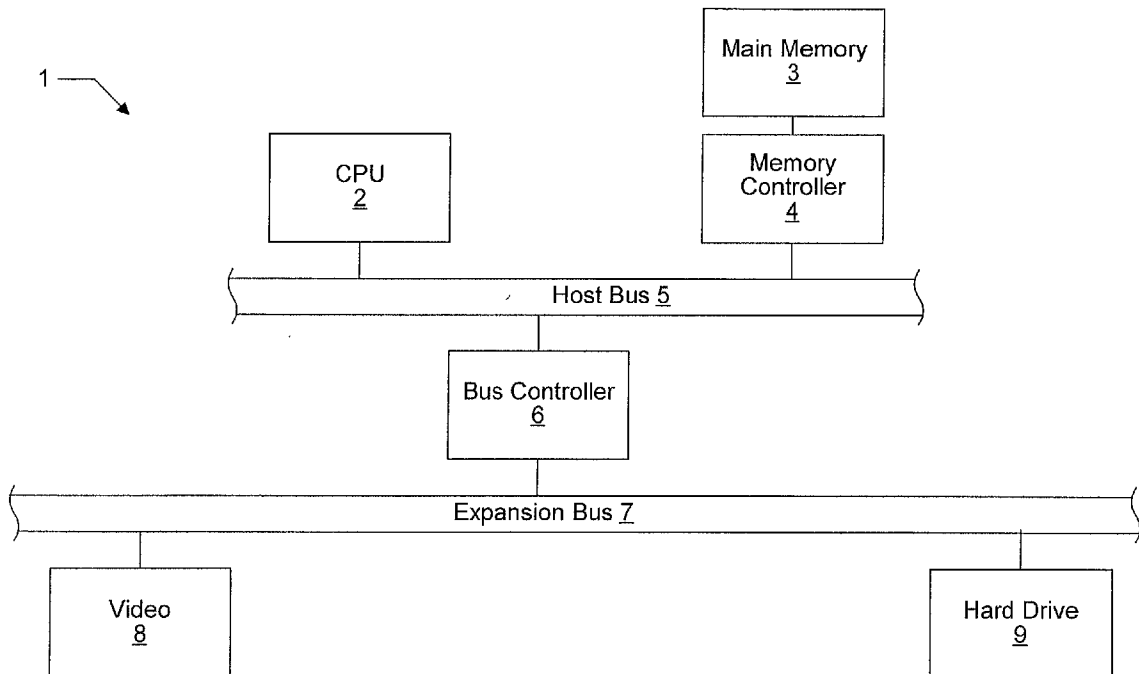 1
Main Memory
3
CPU
2
Memory
Controller
4
Host Bus 5
Bus Controller
6
Expansion Bus 7
Video
8
Hard Drive
9